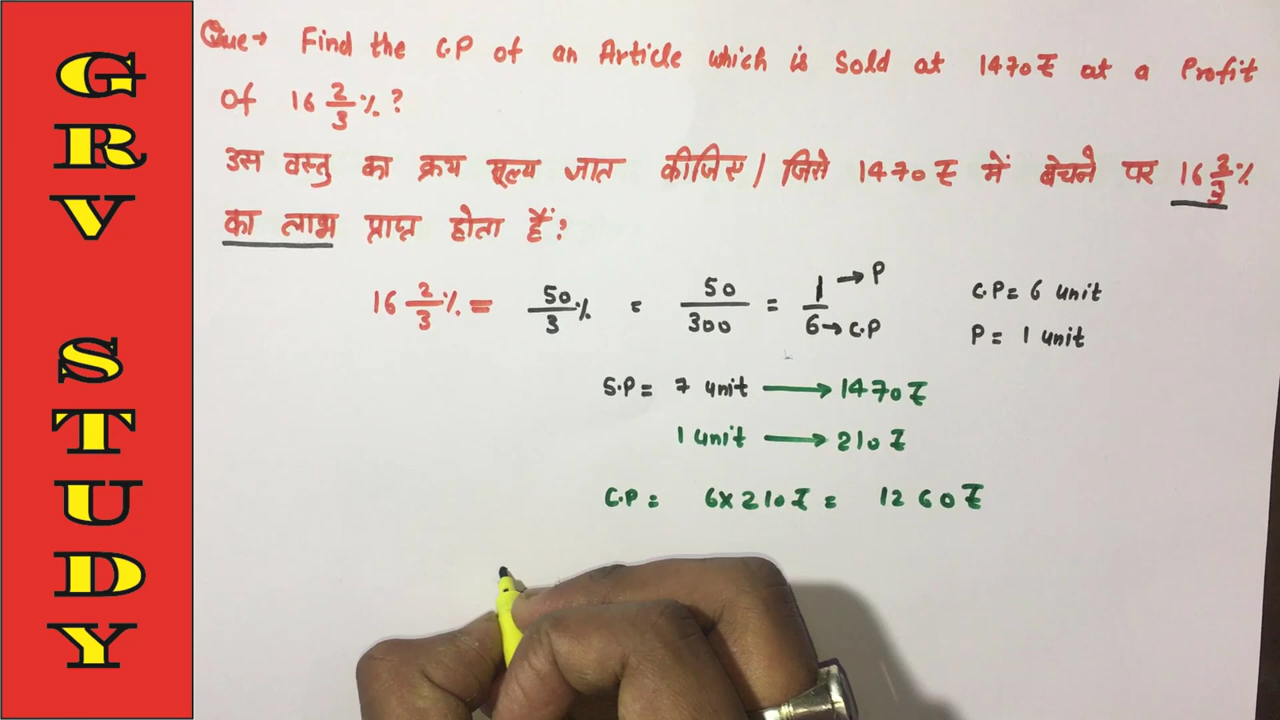 GRV STUDY
Que→ Find the C.P of an Article which is Sold at 1470₹ at a Profit
of 16 2/3 %?
उस वस्तु का क्रय मूल्य ज्ञात कीजिए / जिसे 1470₹ में बेचने पर 16 2/3 %
का लाभ प्राप्त होता हैं?
16 2/3 % = 50/3 % = 50/300 = 1/6 → P → C.P
C.P = 6 unit
P = 1 unit
S.P = 7 unit → 1470₹
1 unit → 210₹
C.P = 6×210₹ = 1260₹